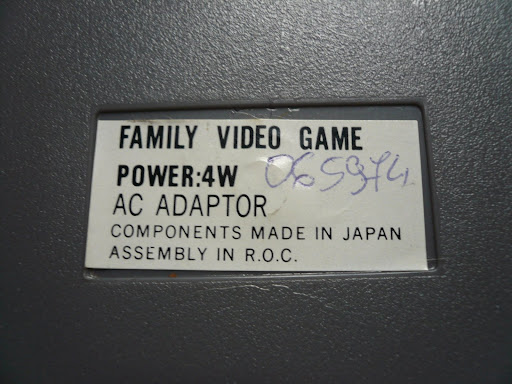 FAMILY VIDEO GAME
POWER:4W 065974
AC ADAPTOR
COMPONENTS MADE IN JAPAN
ASSEMBLY IN R.O.C.